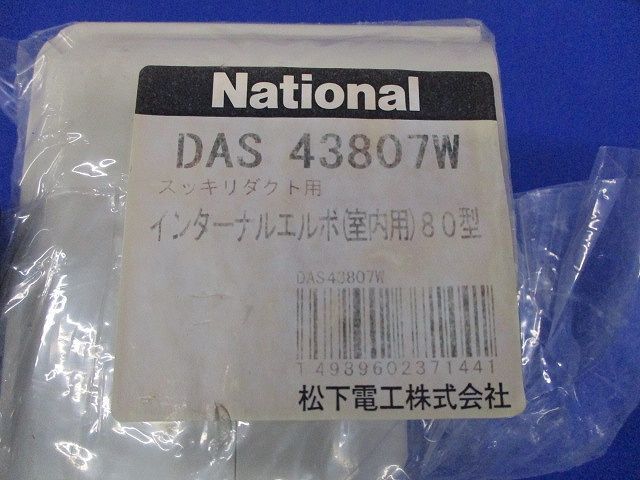 National
DAS 43807W
スッキリダクト用
インターナルエルボ(室内用)80型
DAS43807W
T4989602371441
松下電工株式会社